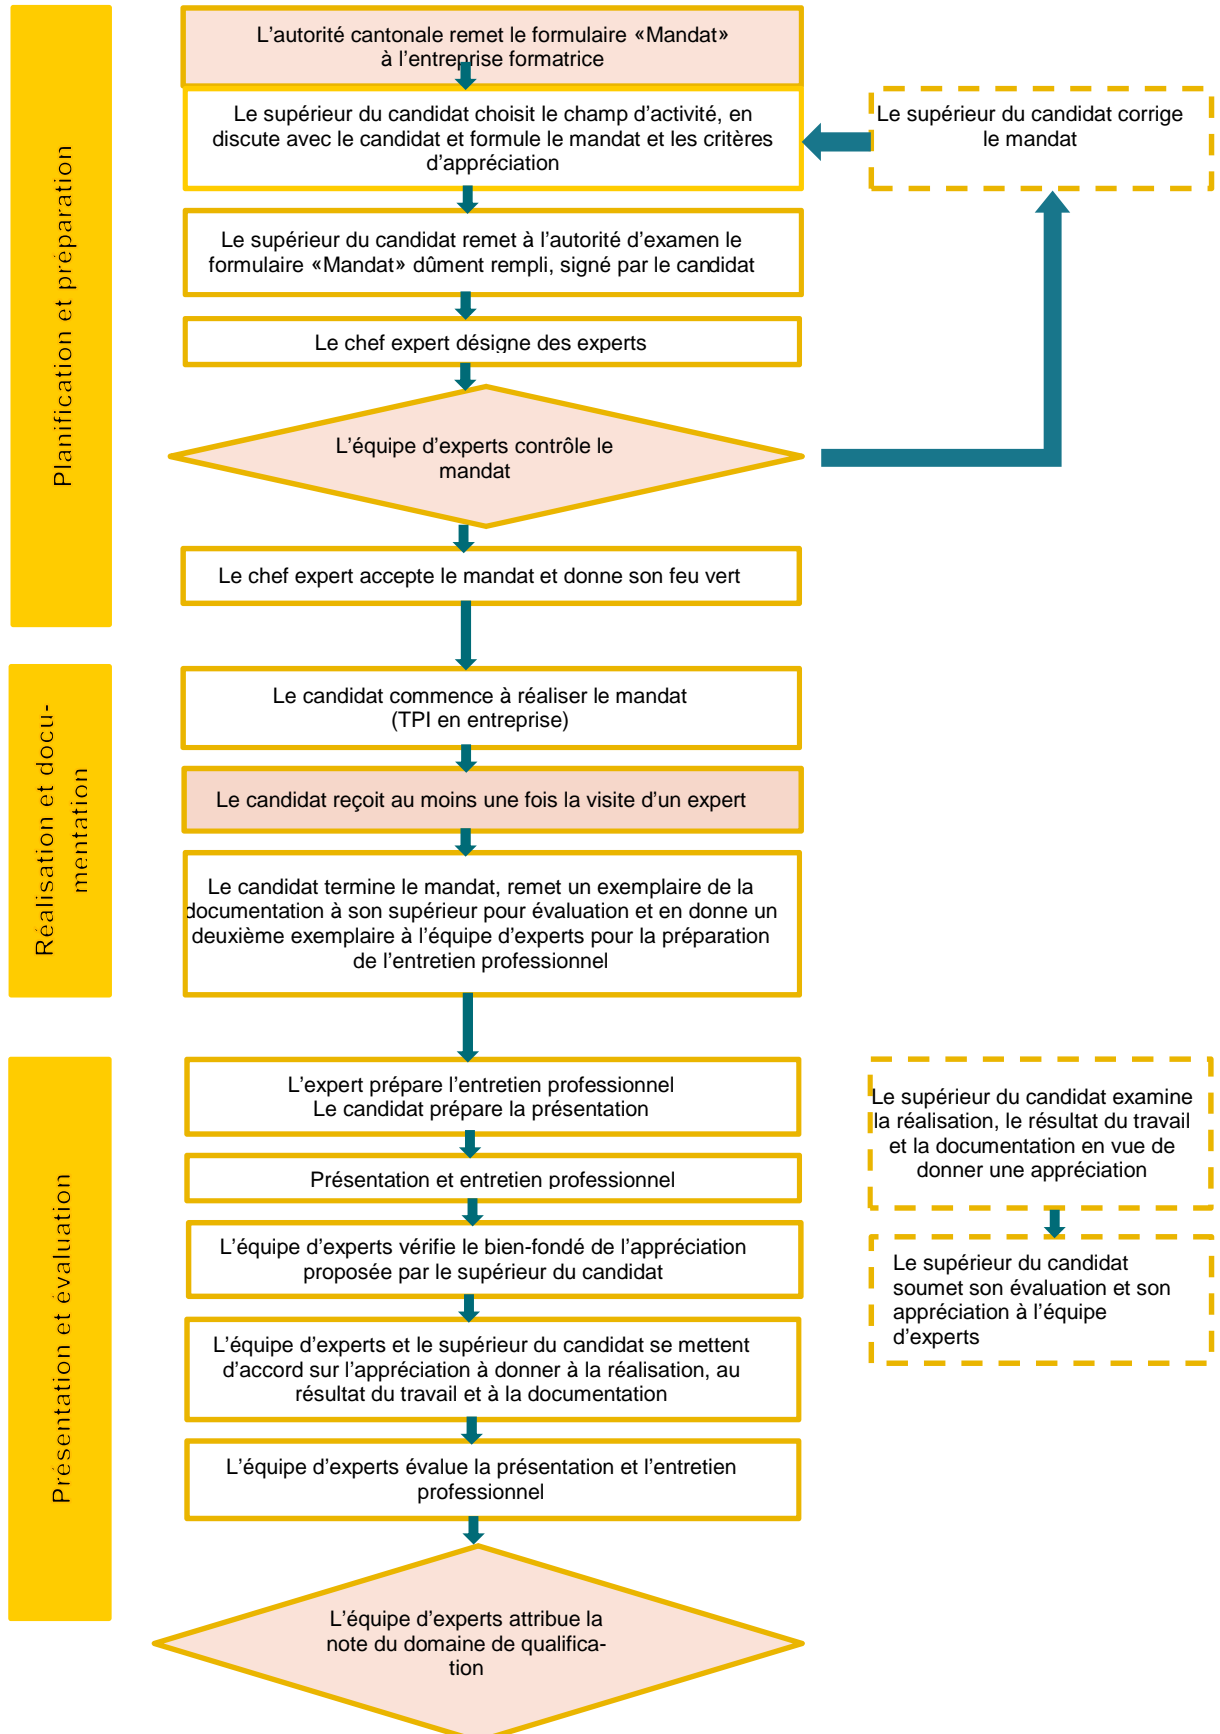 Planification et préparation
L’autorité cantonale remet le formulaire «Mandat»
à l’entreprise formatrice
Le supérieur du candidat choisit le champ d’activité, en
discute avec le candidat et formule le mandat et les critères
d’appréciation
Le supérieur du candidat corrige
le mandat
Le supérieur du candidat remet à l’autorité d’examen le
formulaire «Mandat» dûment rempli, signé par le candidat
Le chef expert désigne des experts
L’équipe d’experts contrôle le
mandat
Le chef expert accepte le mandat et donne son feu vert
Réalisation et docu-
mentation
Le candidat commence à réaliser le mandat
(TPI en entreprise)
Le candidat reçoit au moins une fois la visite d’un expert
Le candidat termine le mandat, remet un exemplaire de la
documentation à son supérieur pour évaluation et en donne un
deuxième exemplaire à l’équipe d’experts pour la préparation
de l’entretien professionnel
Présentation et évaluation
L’expert prépare l’entretien professionnel
Le candidat prépare la présentation
Présentation et entretien professionnel
L’équipe d’experts vérifie le bien-fondé de l’appréciation
proposée par le supérieur du candidat
L’équipe d’experts et le supérieur du candidat se mettent
d’accord sur l’appréciation à donner à la réalisation, au
résultat du travail et à la documentation
L’équipe d’experts évalue la présentation et l’entretien
professionnel
L’équipe d’experts attribue la
note du domaine de qualifica-
tion
Le supérieur du candidat examine
la réalisation, le résultat du travail
et la documentation en vue de
donner une appréciation
Le supérieur du candidat
soumet son évaluation et son
appréciation à l’équipe
d’experts